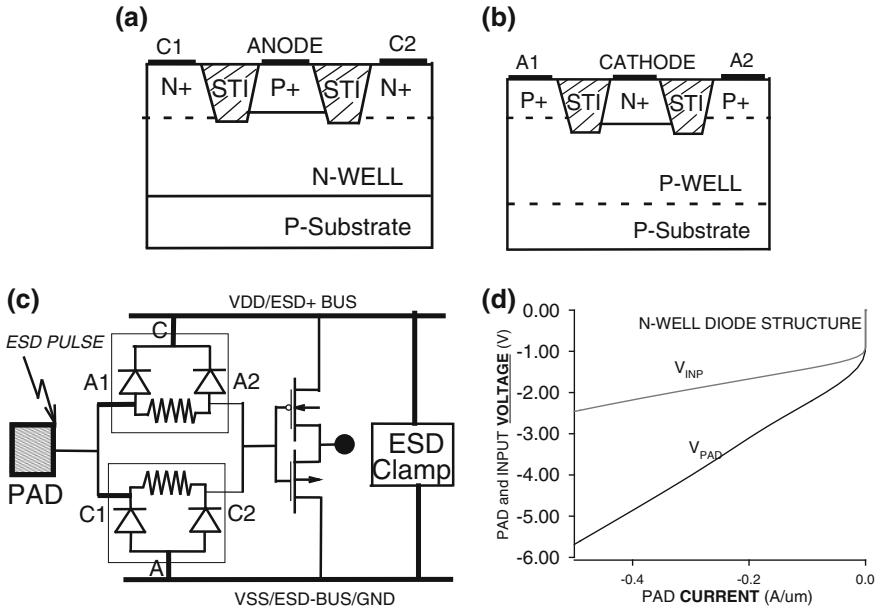 (a)
C1 ANODE C2
N+ STI P+ STI N+
N-WELL
P-Substrate
(b)
A1 CATHODE A2
P+ STI N+ STI P+
P-WELL
P-Substrate
(c)
VDD/ESD+ BUS
ESD PULSE
C
A1 A2
PAD
ESD
Clamp
C1 C2
A
VSS/ESD-BUS/GND
(d)
N-WELL DIODE STRUCTURE
PAD and INPUT VOLTAGE (V)
0.00
-1.00
-2.00
-3.00
-4.00
-5.00
-6.00
VINP
VPAD
-0.4 -0.2 0.0
PAD CURRENT (A/um)